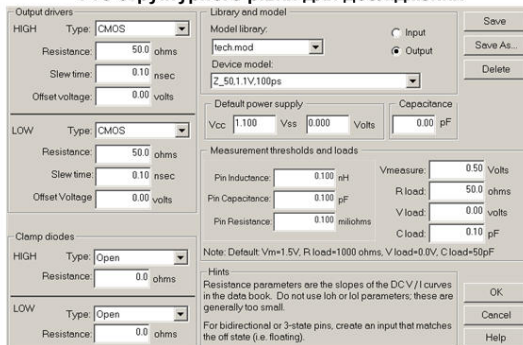 Output drivers
HIGH Type: CMOS
Resistance: 50.0 ohms
Slew time: 0.10 nsec
Offset voltage: 0.00 volts
LOW Type: CMOS
Resistance: 50.0 ohms
Slew time: 0.10 nsec
Offset Voltage 0.00 volts
Clamp diodes
HIGH Type: Open
Resistance: 0.0 ohms
LOW Type: Open
Resistance: 0.0 ohms
Library and model
Model library:
tech.mod
Input
Output
Device model:
Z_50,1.1V,100ps
Default power supply
Vcc 1.100 Vss 0.000 Volts
Capacitance
0.00 pF
Measurement thresholds and loads
Pin Inductance: 0.100 nH
Pin Capacitance: 0.100 pF
Pin Resistance: 0.100 miliohms
Vmeasure: 0.50 Volts
R load: 50.0 ohms
V load: 0.00 volts
C load: 0.10 pF
Note: Default: Vm=1.5V, R load=1000 ohms, V load=0.0V, C load=50pF
Hints
Resistance parameters are the slopes of the DC V / I curves
in the data book. Do not use Ioh or Iol parameters; these are
generally too small.
For bidirectional or 3-state pins, create an input that matches
the off state (i.e. floating).
Save
Save As...
Delete
OK
Cancel
Help